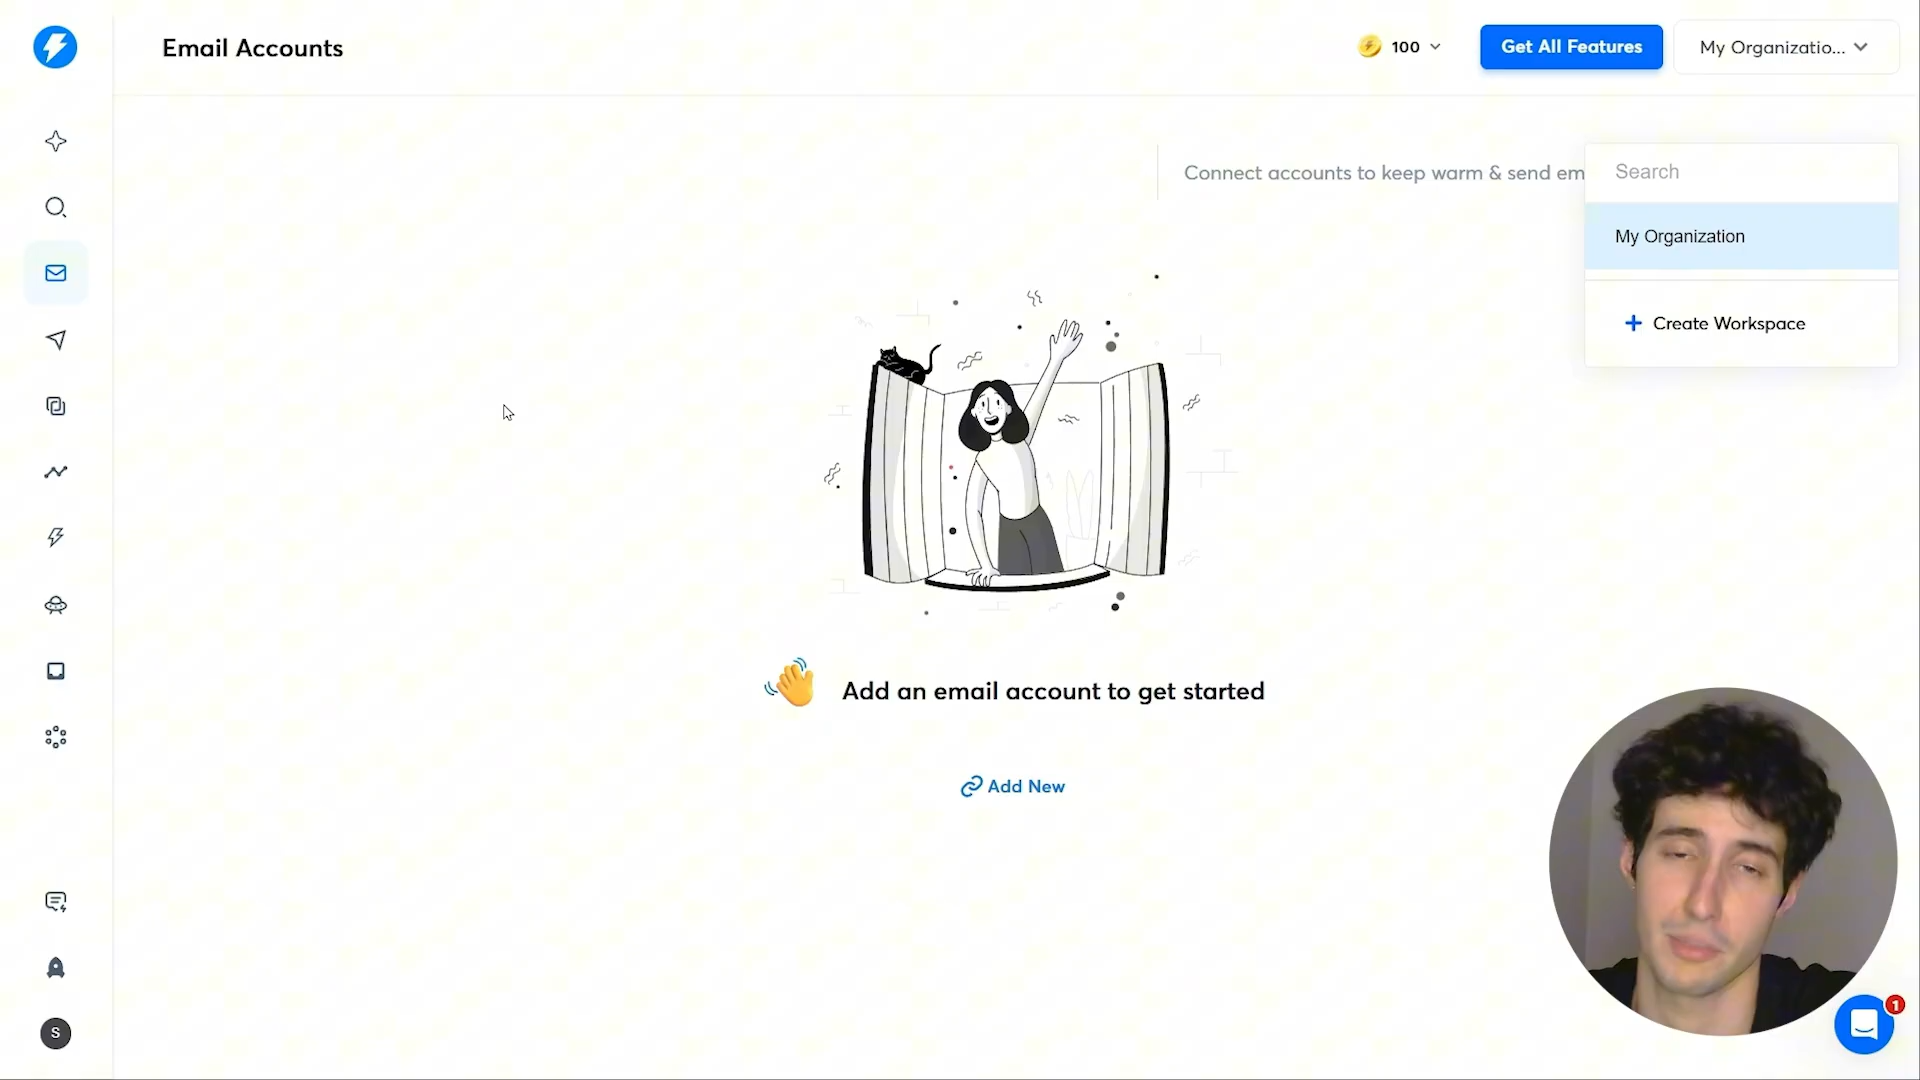 Email Accounts
100
Get All Features
My Organizatio...
Connect accounts to keep warm & send em
Search
My Organization
Create Workspace
Add an email account to get started
Add New
S
1